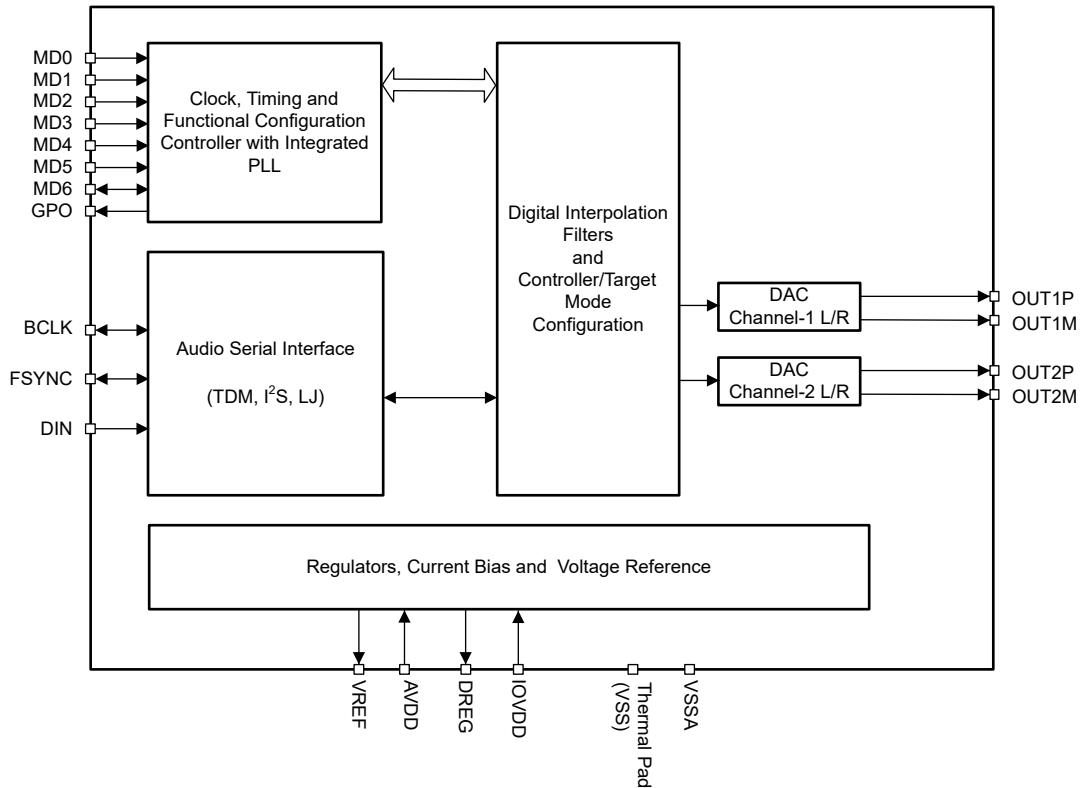 MD0
MD1
MD2
MD3
MD4
MD5
MD6
GPO
Clock, Timing and
Functional Configuration
Controller with Integrated
PLL
BCLK
FSYNC
DIN
Audio Serial Interface
(TDM, I²S, LJ)
Digital Interpolation
Filters
and
Controller/Target
Mode
Configuration
DAC
Channel-1 L/R
DAC
Channel-2 L/R
OUT1P
OUT1M
OUT2P
OUT2M
Regulators, Current Bias and Voltage Reference
VREF
AVDD
DREG
IOVDD
Thermal Pad
(VSS)
VSSA